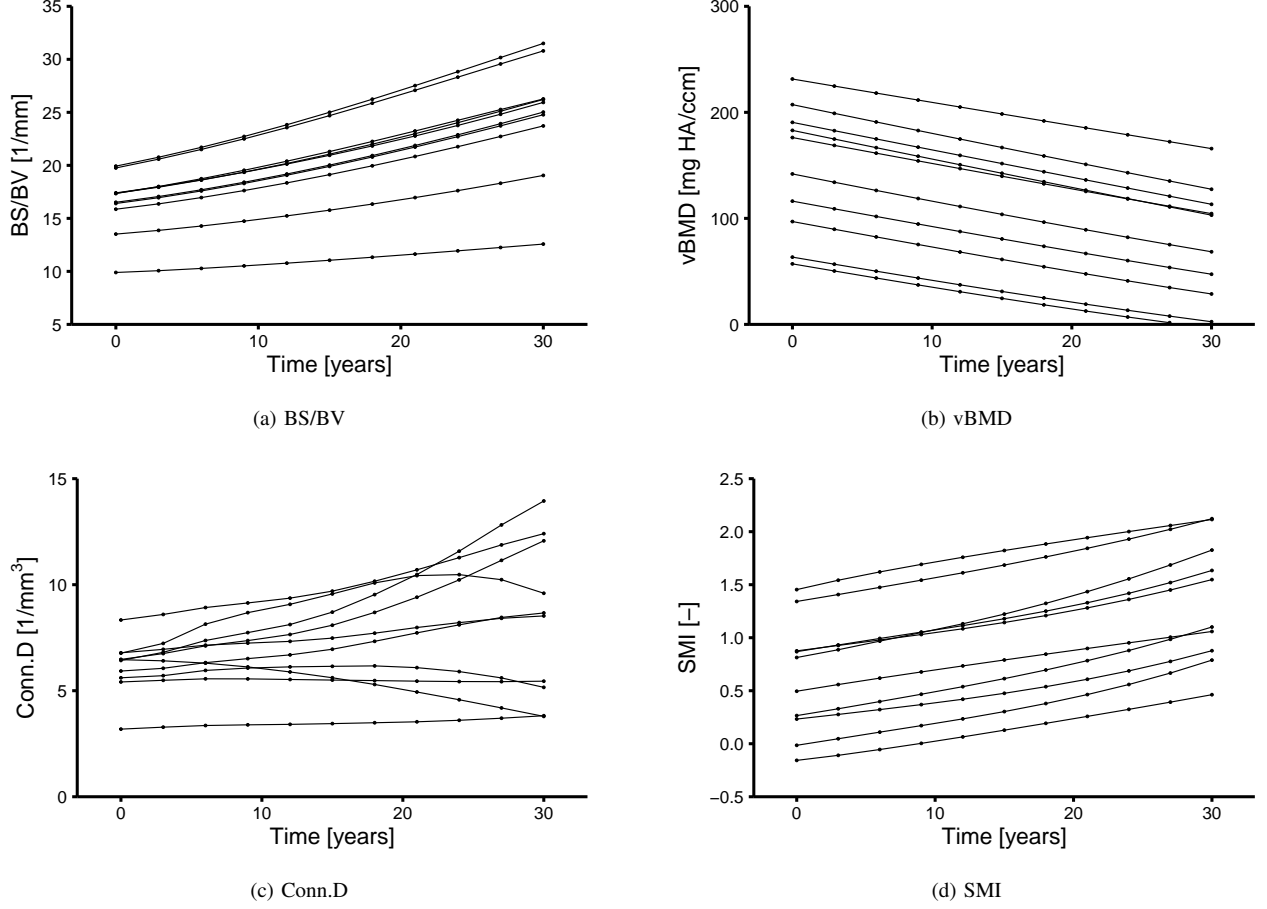 35
30
25
20
15
10
5
BS/BV [1/mm]
0 10 20 30
Time [years]
(a) BS/BV
300
200
100
0
vBMD [mg HA/ccm]
0 10 20 30
Time [years]
(b) vBMD
15
10
5
0
Conn.D [1/mm³]
0 10 20 30
Time [years]
(c) Conn.D
2.5
2.0
1.5
1.0
0.5
0.0
−0.5
SMI [−]
0 10 20 30
Time [years]
(d) SMI